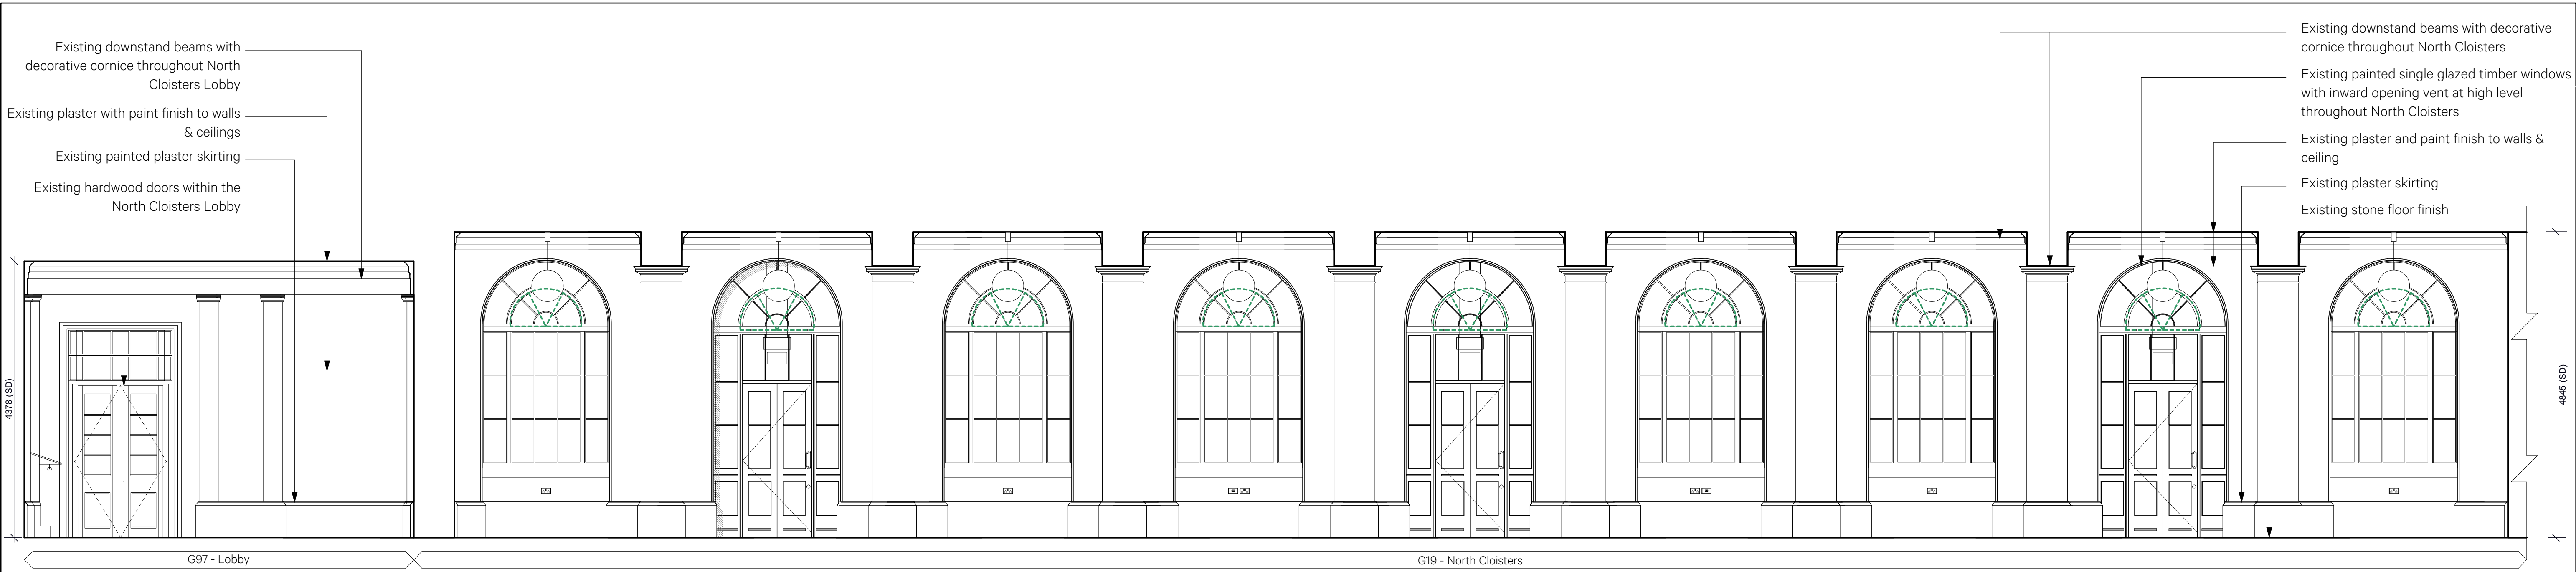 Existing downstand beams with
decorative cornice throughout North
Cloisters Lobby
Existing plaster with paint finish to walls
& ceilings
Existing painted plaster skirting
Existing hardwood doors within the
North Cloisters Lobby
Existing downstand beams with decorative
cornice throughout North Cloisters
Existing painted single glazed timber windows
with inward opening vent at high level
throughout North Cloisters
Existing plaster and paint finish to walls &
ceiling
Existing plaster skirting
Existing stone floor finish
4378 (SD)
4845 (SD)
G97 - Lobby
G19 - North Cloisters